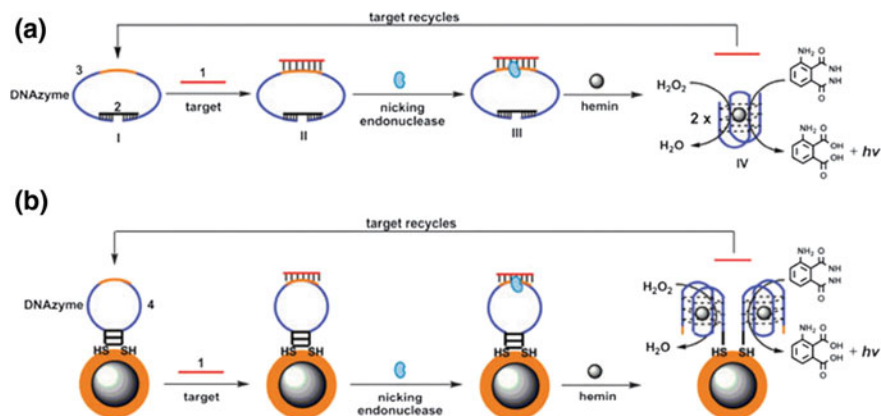 (a)
target recycles
3
1
2
DNAzyme
target
nicking
endonuclease
hemin
I
II
III
IV
2 x
H2O2
H2O
NH2
O
NH
NH
O
NH2
O
OH
OH
O
+ hν
(b)
target recycles
DNAzyme
4
HS SH
HS SH
HS SH
HS SH
1
target
nicking
endonuclease
hemin
H2O2
H2O
NH2
O
NH
NH
O
NH2
O
OH
OH
O
+ hν